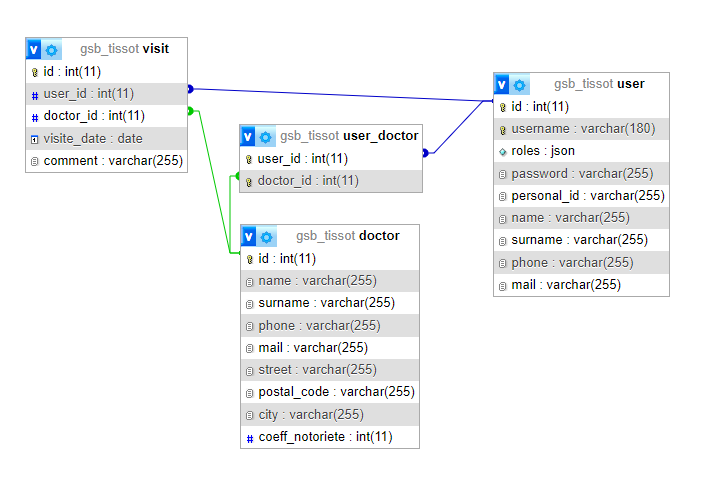 gsb_tissot visit
id : int(11)
user_id : int(11)
doctor_id : int(11)
visite_date : date
comment : varchar(255)
gsb_tissot user_doctor
user_id : int(11)
doctor_id : int(11)
gsb_tissot doctor
id : int(11)
name : varchar(255)
surname : varchar(255)
phone : varchar(255)
mail : varchar(255)
street : varchar(255)
postal_code : varchar(255)
city : varchar(255)
coeff_notoriete : int(11)
gsb_tissot user
id : int(11)
username : varchar(180)
roles : json
password : varchar(255)
personal_id : varchar(255)
name : varchar(255)
surname : varchar(255)
phone : varchar(255)
mail : varchar(255)